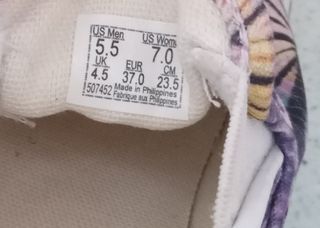 US Men US Wom
5.5 7.0
UK EUR CM
4.5 37.0 23.5
507452 Made in Philippines
Fabrique aux Philippines